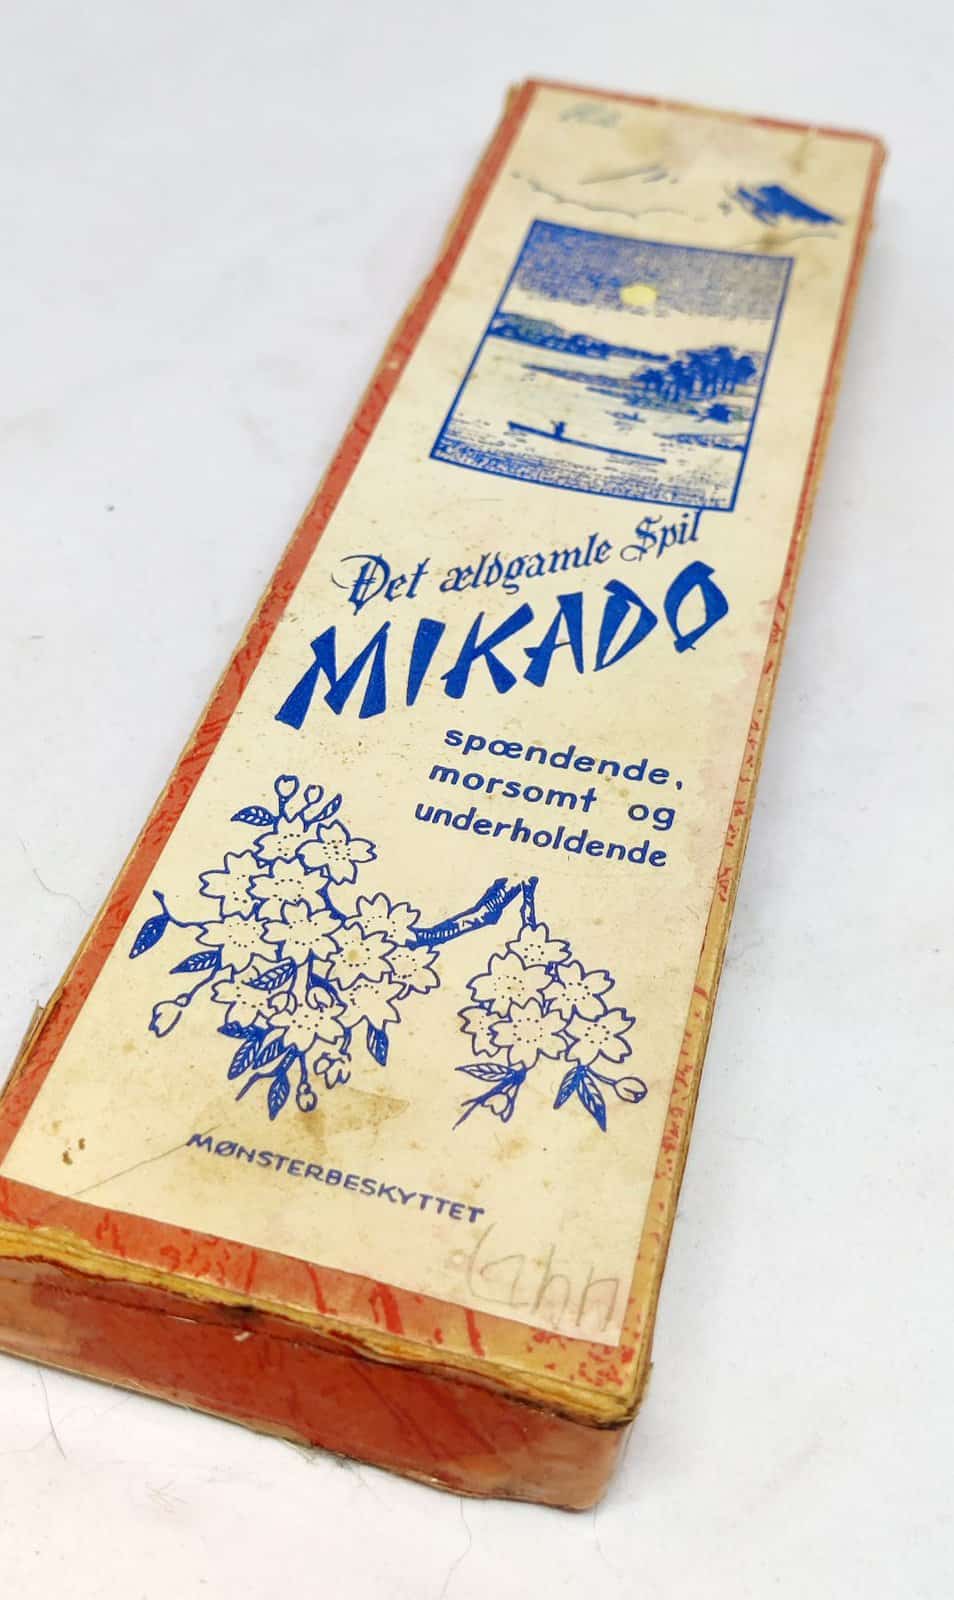 Det ældgamle Spil
MIKADO
spændende,
morsomt og
underholdende
MØNSTERBESKYTTET